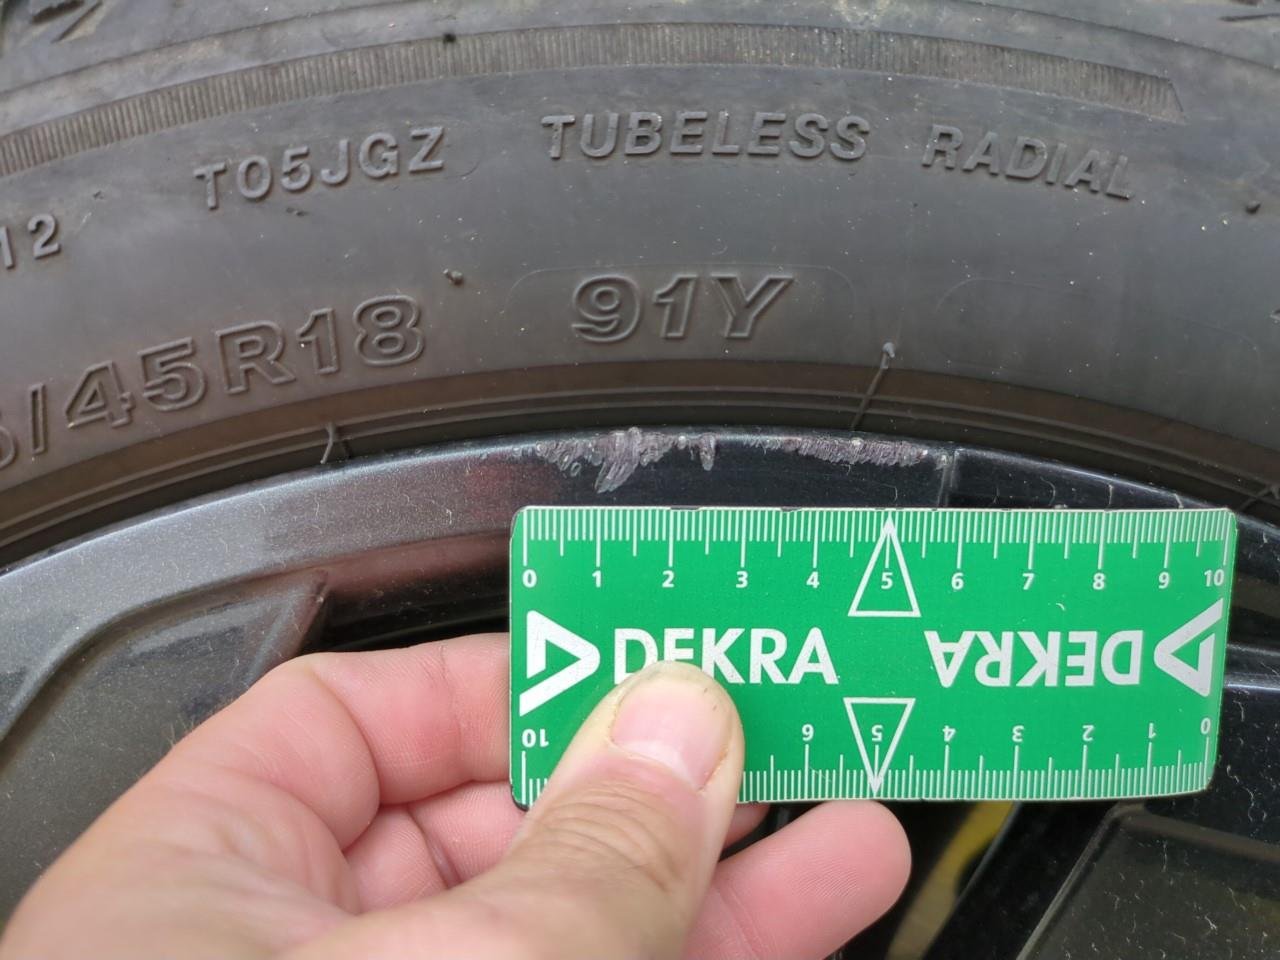 12 T05JGZ TUBELESS RADIAL
/45R18 91Y
0 1 2 3 4 5 6 7 8 9 10
DEKRA DEKRA
10 6 5 4 3 2 1 0